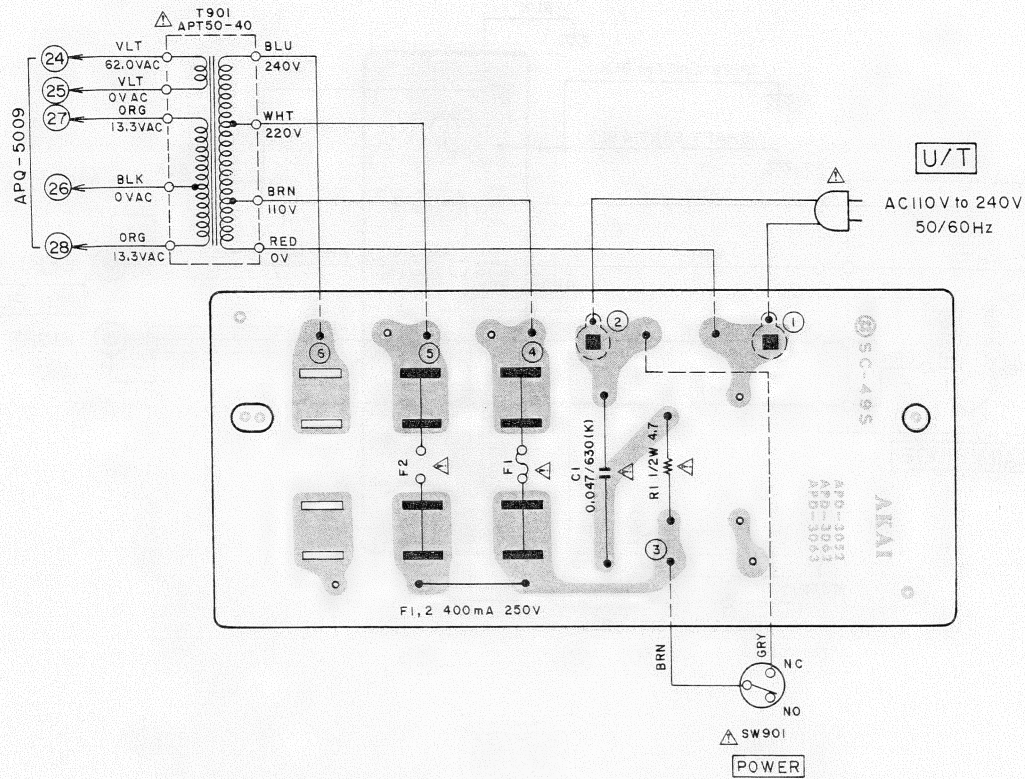 T901
APT50-40
24
VLT
62.0VAC
25
VLT
0VAC
27
ORG
13.3VAC
26
BLK
0VAC
28
ORG
13.3VAC
APQ-5009
BLU
240V
WHT
220V
BRN
110V
RED
0V
U/T
AC110V to 240V
50/60Hz
6
5
4
2
1
@SC-49S
F2
F1
C1
0.047/630(K)
R1 1/2W 4.7
3
AKAI
F1,2 400mA 250V
BRN
GRY
NC
NO
SW901
POWER